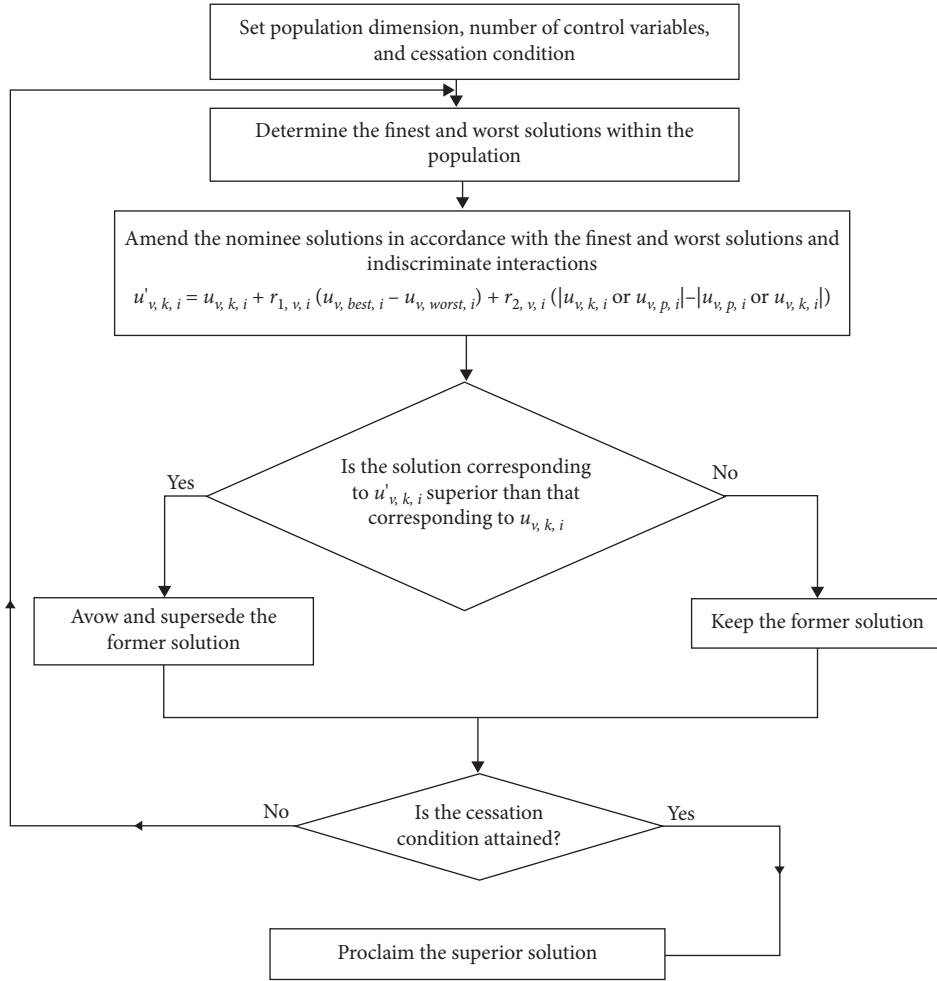 Set population dimension, number of control variables,
and cessation condition
Determine the finest and worst solutions within the
population
Amend the nominee solutions in accordance with the finest and worst solutions and
indiscriminate interactions
u'v, k, i = uv, k, i + r1, v, i (uv, best, i – uv, worst, i) + r2, v, i (|uv, k, i or uv, p, i|–|uv, p, i or uv, k, i|)
Is the solution corresponding
to u'v, k, i superior than that
corresponding to uv, k, i
Yes
No
Avow and supersede the
former solution
Keep the former solution
Is the cessation
condition attained?
No
Yes
Proclaim the superior solution